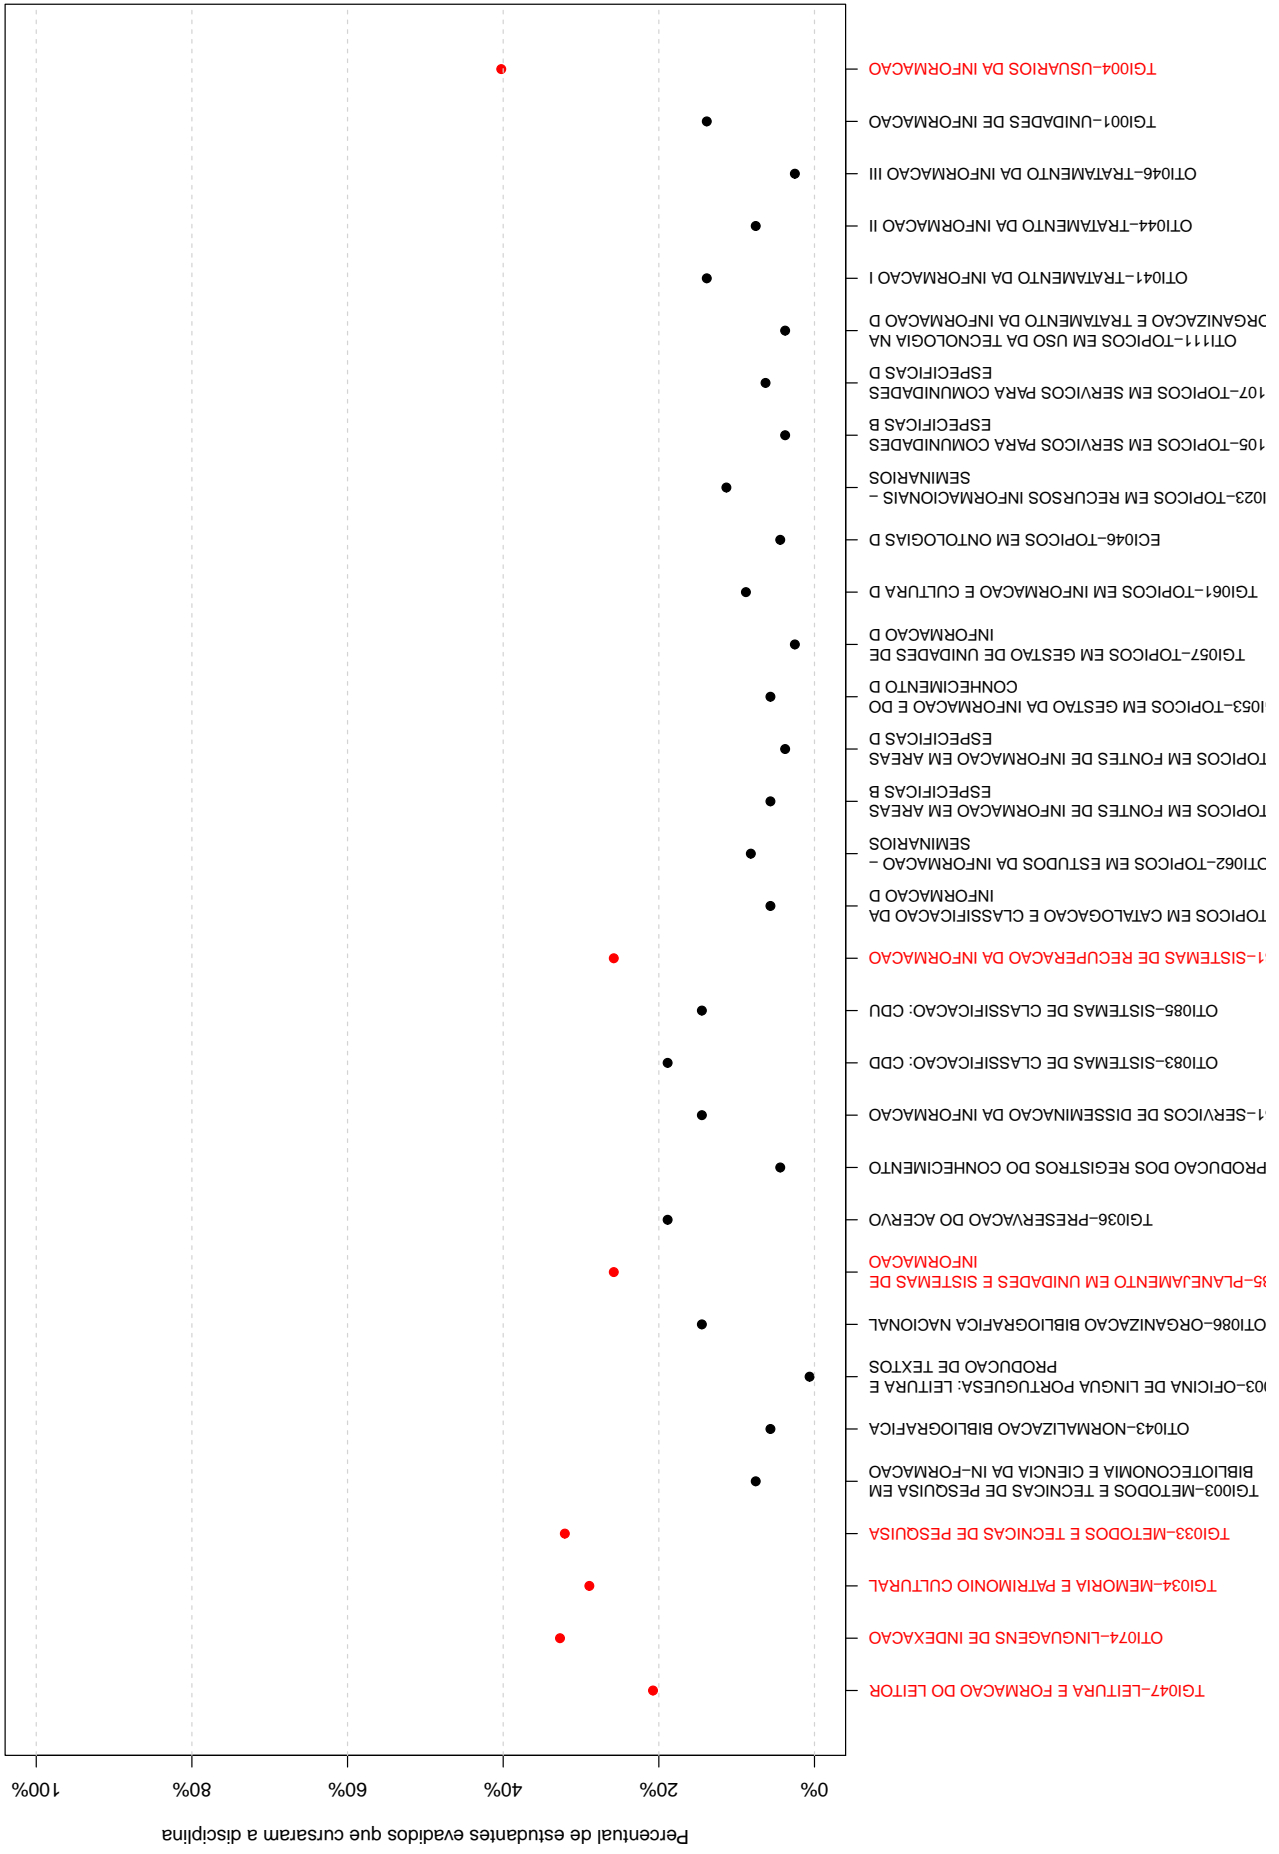 Percentual de estudantes evadidos que cursaram a disciplina
0%
20%
40%
60%
80%
100%
TGI047−LEITURA E FORMACAO DO LEITOR
OTI074−LINGUAGENS DE INDEXACAO
TGI034−MEMORIA E PATRIMONIO CULTURAL
TGI033−METODOS E TECNICAS DE PESQUISA
TGI003−METODOS E TECNICAS DE PESQUISA EM
BIBLIOTECONOMIA E CIENCIA DA IN−FORMACAO
OTI043−NORMALIZACAO BIBLIOGRAFICA
003−OFICINA DE LINGUA PORTUGUESA: LEITURA E
PRODUCAO DE TEXTOS
OTI086−ORGANIZACAO BIBLIOGRAFICA NACIONAL
35−PLANEJAMENTO EM UNIDADES E SISTEMAS DE
INFORMACAO
TGI036−PRESERVACAO DO ACERVO
PRODUCAO DOS REGISTROS DO CONHECIMENTO
1−SERVICOS DE DISSEMINACAO DA INFORMACAO
OTI083−SISTEMAS DE CLASSIFICACAO: CDD
OTI085−SISTEMAS DE CLASSIFICACAO: CDU
1−SISTEMAS DE RECUPERACAO DA INFORMACAO
TOPICOS EM CATALOGACAO E CLASSIFICACAO DA
INFORMACAO D
OTI062−TOPICOS EM ESTUDOS DA INFORMACAO −
SEMINARIOS
TOPICOS EM FONTES DE INFORMACAO EM AREAS
ESPECIFICAS B
TOPICOS EM FONTES DE INFORMACAO EM AREAS
ESPECIFICAS D
I053−TOPICOS EM GESTAO DA INFORMACAO E DO
CONHECIMENTO D
TGI057−TOPICOS EM GESTAO DE UNIDADES DE
INFORMACAO D
TGI061−TOPICOS EM INFORMACAO E CULTURA D
ECI046−TOPICOS EM ONTOLOGIAS D
I023−TOPICOS EM RECURSOS INFORMACIONAIS −
SEMINARIOS
105−TOPICOS EM SERVICOS PARA COMUNIDADES
ESPECIFICAS B
107−TOPICOS EM SERVICOS PARA COMUNIDADES
ESPECIFICAS D
OTI111−TOPICOS EM USO DA TECNOLOGIA NA
ORGANIZACAO E TRATAMENTO DA INFORMACAO D
OTI041−TRATAMENTO DA INFORMACAO I
OTI044−TRATAMENTO DA INFORMACAO II
OTI046−TRATAMENTO DA INFORMACAO III
TGI001−UNIDADES DE INFORMACAO
TGI004−USUARIOS DA INFORMACAO